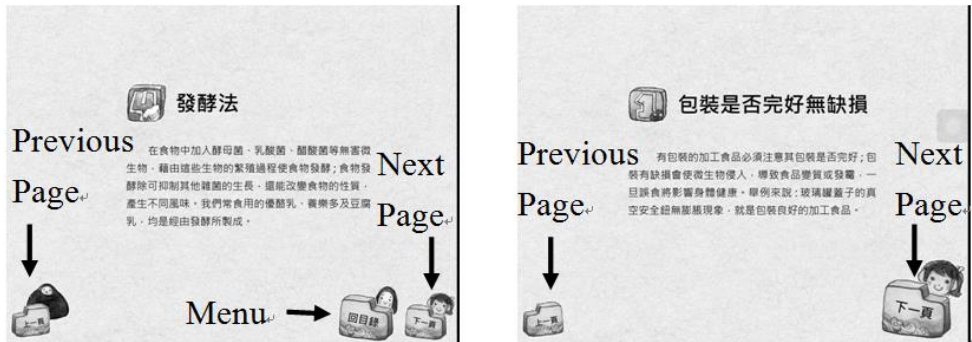 發酵法
Previous
Page
在食物中加入酵母菌、乳酸菌、醋酸菌等無害微
生物，藉由這些生物的繁殖過程使食物發酵；食物發
酵除可抑制其他雜菌的生長，還能改變食物的性質，
產生不同風味。我們常食用的優酪乳、養樂多及豆腐
乳，均是經由發酵所製成。
Next
Page
上一頁
Menu
回目錄
下一頁
包裝是否完好無缺損
Previous
Page
有包裝的加工食品必須注意其包裝是否完好；包
裝有缺損會使微生物侵入，導致食品變質或發霉，一
旦誤食將影響身體健康。舉例來說：玻璃罐蓋子的真
空安全鈕無膨脹現象，就是包裝良好的加工食品。
Next
Page
上一頁
下一頁